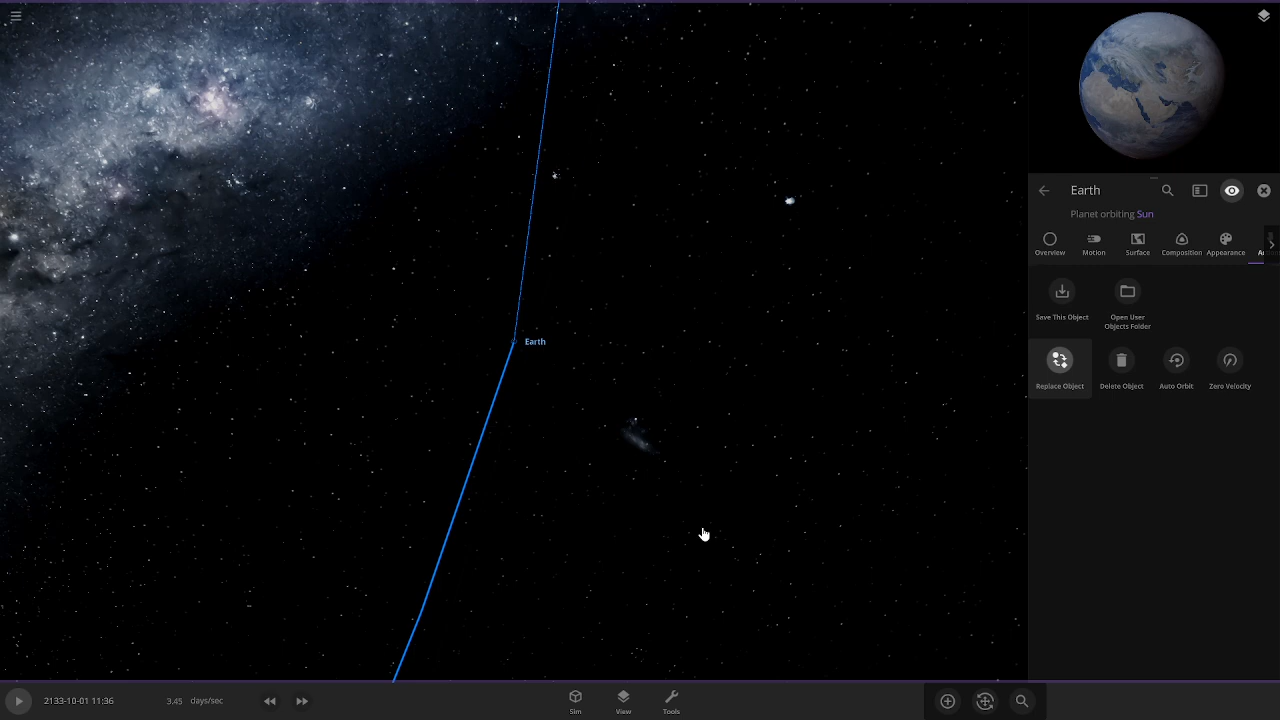 Earth
Planet orbiting Sun
Overview
Motion
Surface
Composition
Appearance
Save This Object
Open User
Objects Folder
Replace Object
Delete Object
Auto Orbit
Zero Velocity
Earth
2133-10-01 11:36
3.45 days/sec
Sim
View
Tools